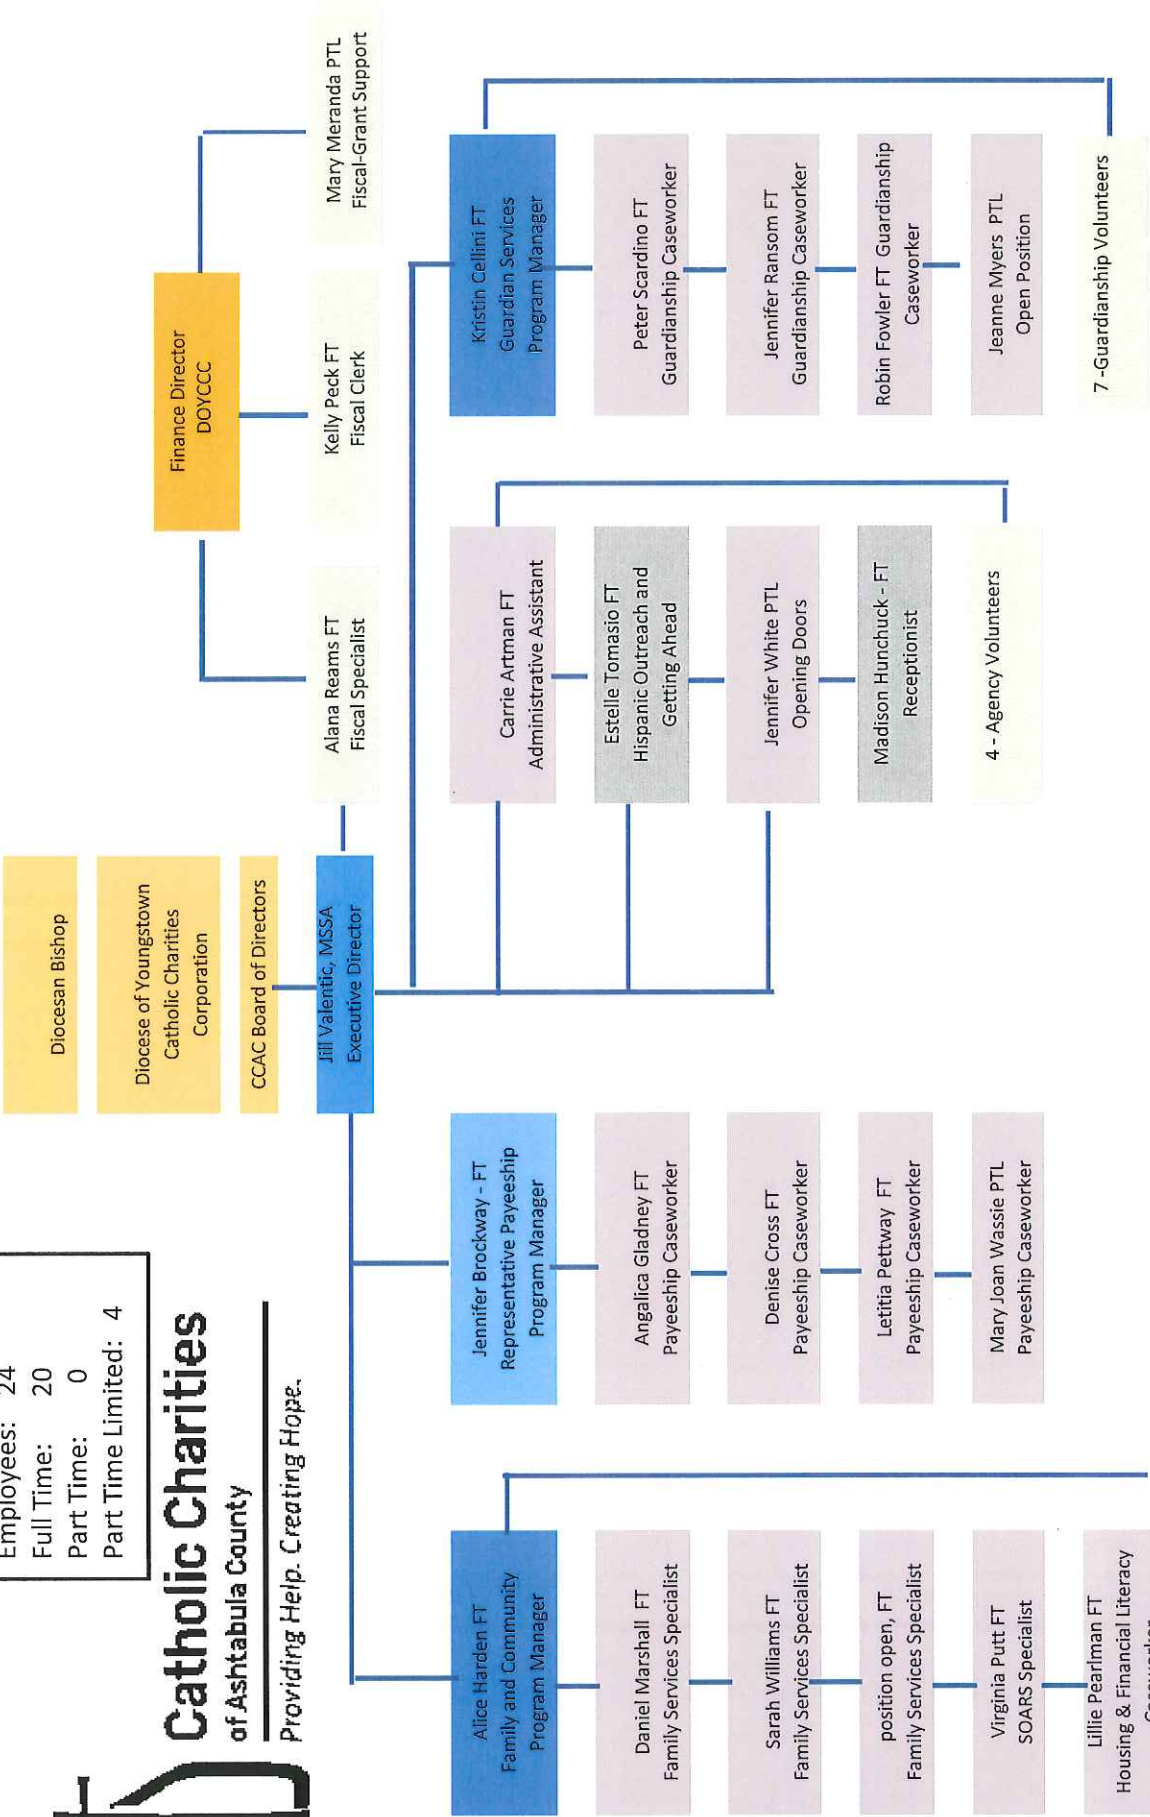 Employees: 24
Full Time: 20
Part Time: 0
Part Time Limited: 4
Catholic Charities
of Ashtabula County
Providing Help. Creating Hope.
Diocesan Bishop
Diocese of Youngstown
Catholic Charities
Corporation
CCAC Board of Directors
Jill Valentic, MSSA
Executive Director
Finance Director
DOYCCC
Alana Reams FT
Fiscal Specialist
Kelly Peck FT
Fiscal Clerk
Mary Meranda PTL
Fiscal-Grant Support
Alice Harden FT
Family and Community
Program Manager
Daniel Marshall FT
Family Services Specialist
Sarah Williams FT
Family Services Specialist
position open, FT
Family Services Specialist
Virginia Putt FT
SOARS Specialist
Lillie Pearlman FT
Housing & Financial Literacy
Jennifer Brockway - FT
Representative Payeeship
Program Manager
Angalica Gladney FT
Payeeship Caseworker
Denise Cross FT
Payeeship Caseworker
Letitia Pettway FT
Payeeship Caseworker
Mary Joan Wassie PTL
Payeeship Caseworker
Carrie Artman FT
Administrative Assistant
Estelle Tomasio FT
Hispanic Outreach and
Getting Ahead
Jennifer White PTL
Opening Doors
Madison Hunchuck - FT
Receptionist
4 - Agency Volunteers
Kristin Cellini FT
Guardian Services
Program Manager
Peter Scardino FT
Guardianship Caseworker
Jennifer Ransom FT
Guardianship Caseworker
Robin Fowler FT Guardianship
Caseworker
Jeanne Myers PTL
Open Position
7 -Guardianship Volunteers